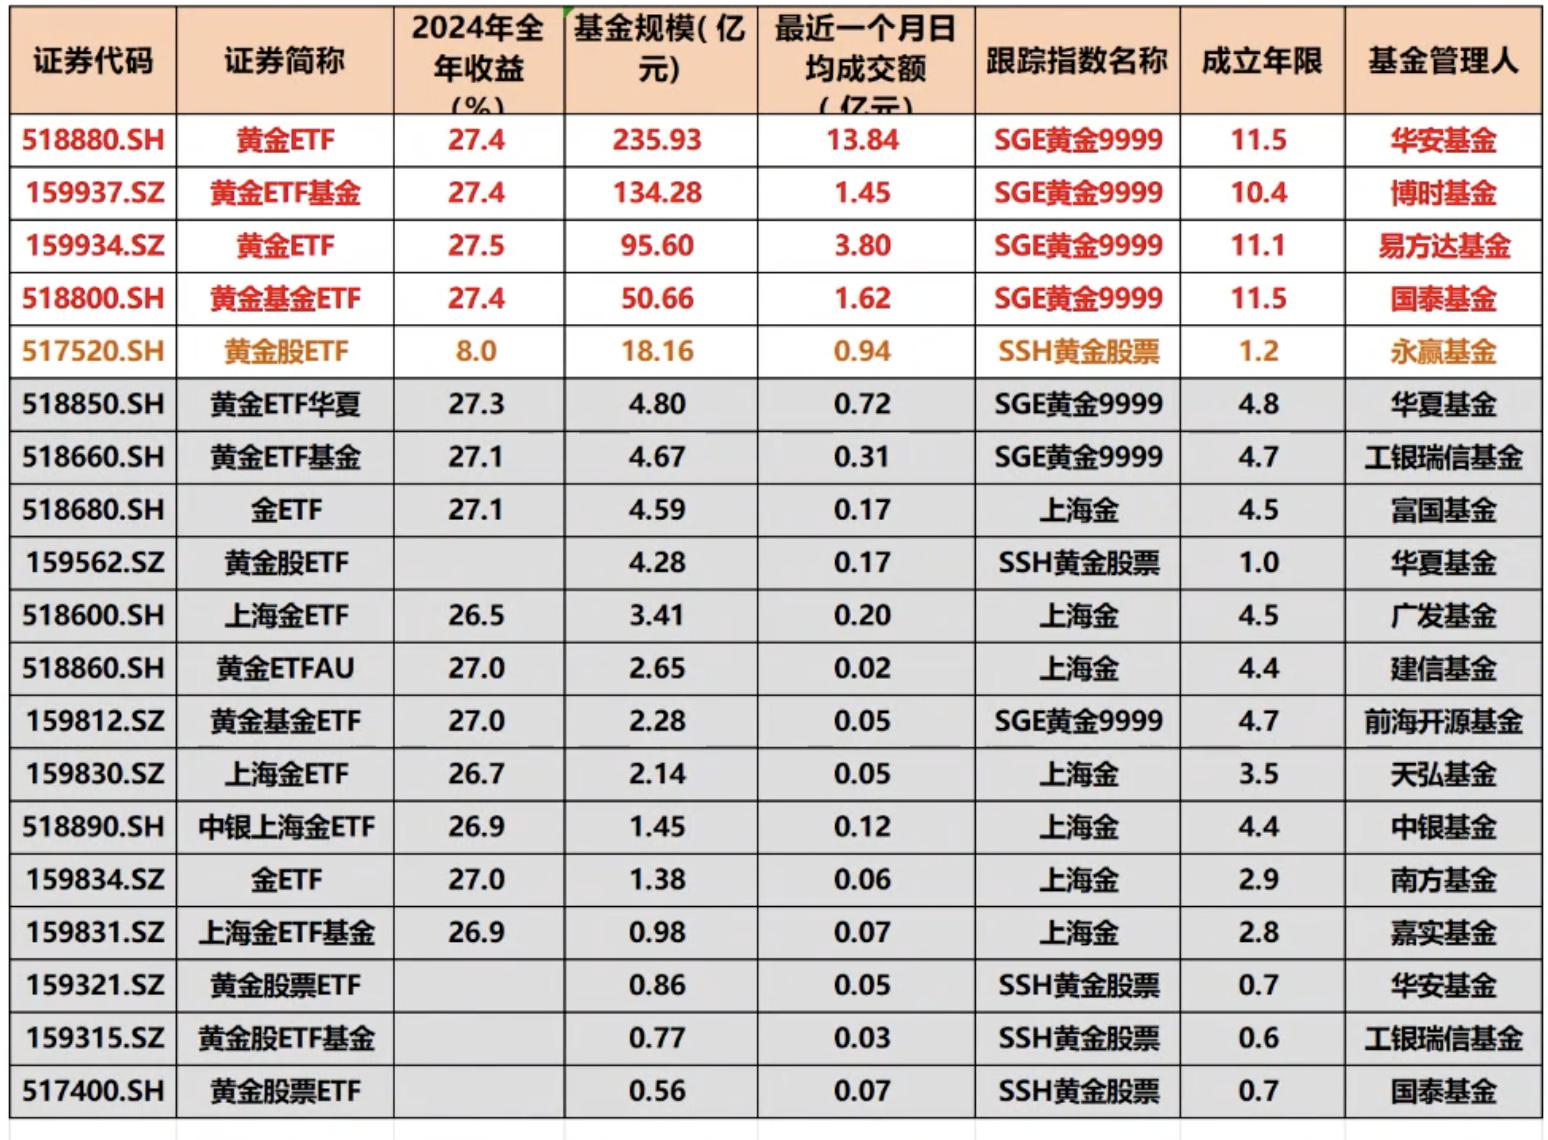 证券代码 证券简称 2024年全年收益(%) 基金规模(亿元) 最近一个月日均成交额(亿元) 跟踪指数名称 成立年限 基金管理人
518880.SH 黄金ETF 27.4 235.93 13.84 SGE黄金9999 11.5 华安基金
159937.SZ 黄金ETF基金 27.4 134.28 1.45 SGE黄金9999 10.4 博时基金
159934.SZ 黄金ETF 27.5 95.60 3.80 SGE黄金9999 11.1 易方达基金
518800.SH 黄金基金ETF 27.4 50.66 1.62 SGE黄金9999 11.5 国泰基金
517520.SH 黄金股ETF 8.0 18.16 0.94 SSH黄金股票 1.2 永赢基金
518850.SH 黄金ETF华夏 27.3 4.80 0.72 SGE黄金9999 4.8 华夏基金
518660.SH 黄金ETF基金 27.1 4.67 0.31 SGE黄金9999 4.7 工银瑞信基金
518680.SH 金ETF 27.1 4.59 0.17 上海金 4.5 富国基金
159562.SZ 黄金股ETF 4.28 0.17 SSH黄金股票 1.0 华夏基金
518600.SH 上海金ETF 26.5 3.41 0.20 上海金 4.5 广发基金
518860.SH 黄金ETFAU 27.0 2.65 0.02 上海金 4.4 建信基金
159812.SZ 黄金基金ETF 27.0 2.28 0.05 SGE黄金9999 4.7 前海开源基金
159830.SZ 上海金ETF 26.7 2.14 0.05 上海金 3.5 天弘基金
518890.SH 中银上海金ETF 26.9 1.45 0.12 上海金 4.4 中银基金
159834.SZ 金ETF 27.0 1.38 0.06 上海金 2.9 南方基金
159831.SZ 上海金ETF基金 26.9 0.98 0.07 上海金 2.8 嘉实基金
159321.SZ 黄金股票ETF 0.86 0.05 SSH黄金股票 0.7 华安基金
159315.SZ 黄金股ETF基金 0.77 0.03 SSH黄金股票 0.6 工银瑞信基金
517400.SH 黄金股票ETF 0.56 0.07 SSH黄金股票 0.7 国泰基金